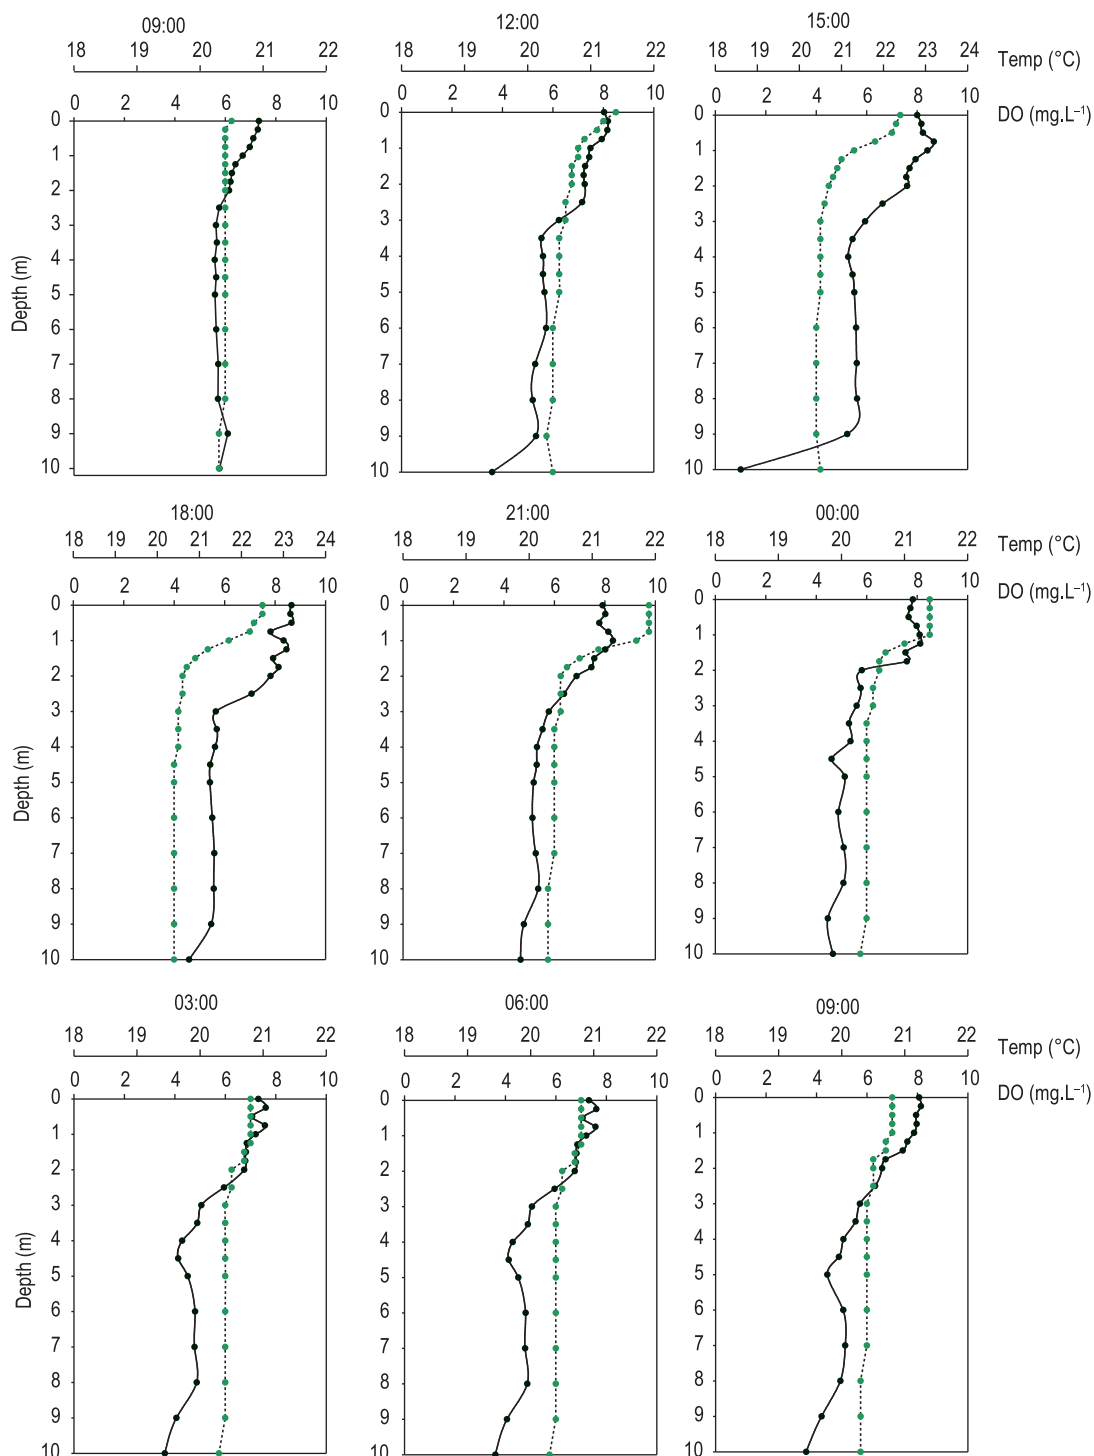 09:00 12:00 15:00
18 19 20 21 22 18 19 20 21 22 18 19 20 21 22 23 24 Temp (°C)
0 2 4 6 8 10 0 2 4 6 8 10 0 2 4 6 8 10 DO (mg.L⁻¹)
0 0 0
1 1 1
2 2 2
3 3 3
4 4 4
Depth (m)
5 5 5
6 6 6
7 7 7
8 8 8
9 9 9
10 10 10
18:00 21:00 00:00
18 19 20 21 22 23 24 18 19 20 21 22 18 19 20 21 22 Temp (°C)
0 2 4 6 8 10 0 2 4 6 8 10 0 2 4 6 8 10 DO (mg.L⁻¹)
0 0 0
1 1 1
2 2 2
3 3 3
4 4 4
Depth (m)
5 5 5
6 6 6
7 7 7
8 8 8
9 9 9
10 10 10
03:00 06:00 09:00
18 19 20 21 22 18 19 20 21 22 18 19 20 21 22 Temp (°C)
0 2 4 6 8 10 0 2 4 6 8 10 0 2 4 6 8 10 DO (mg.L⁻¹)
0 0 0
1 1 1
2 2 2
3 3 3
4 4 4
Depth (m)
5 5 5
6 6 6
7 7 7
8 8 8
9 9 9
10 10 10